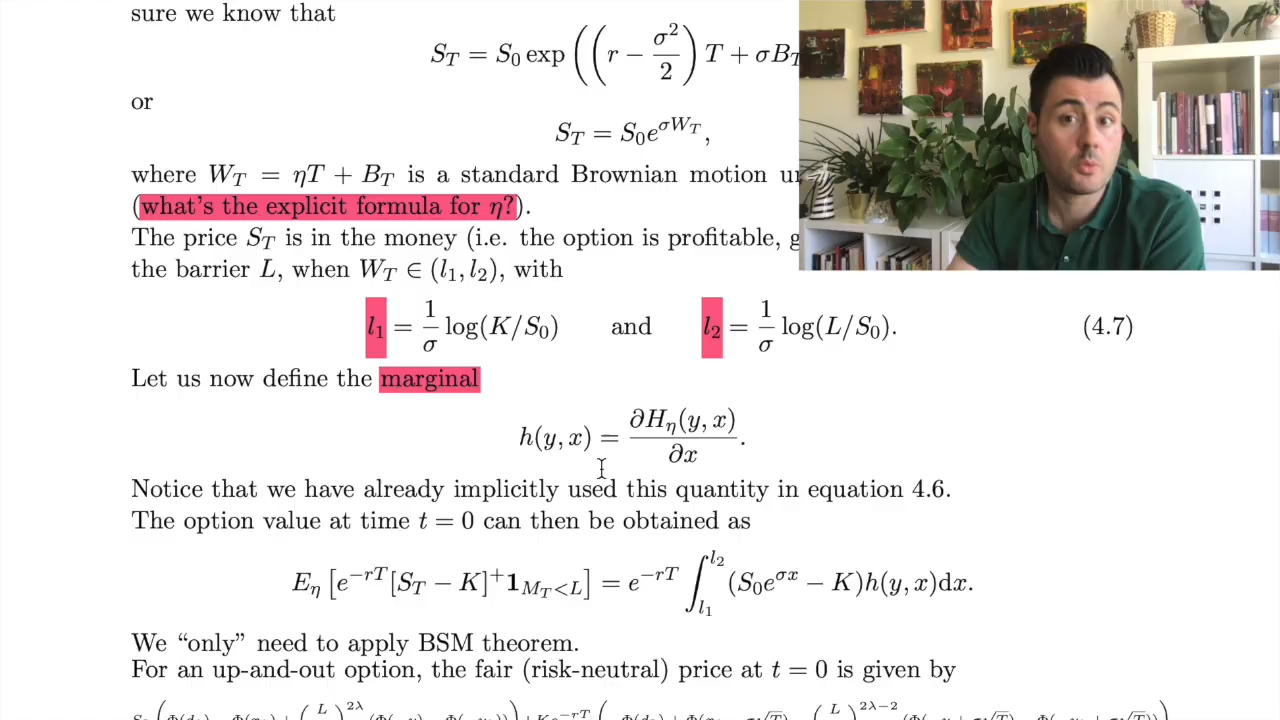 sure we know that
S_T = S_0 exp ( ( r − σ²/2 ) T + σB
or
S_T = S_0 e^{σW_T},
where W_T = ηT + B_T is a standard Brownian motion
(what's the explicit formula for η?).
The price S_T is in the money (i.e. the option is profitable,
the barrier L, when W_T ∈ (l_1, l_2), with
l_1 = 1/σ log(K/S_0) and l_2 = 1/σ log(L/S_0). (4.7)
Let us now define the marginal
h(y, x) = ∂H_η(y, x)/∂x.
Notice that we have already implicitly used this quantity in equation 4.6.
The option value at time t = 0 can then be obtained as
E_η [e^{−rT}[S_T − K]^+ 1_{M_T<L}] = e^{−rT} ∫_{l_1}^{l_2} (S_0 e^{σx} − K)h(y, x)dx.
We “only” need to apply BSM theorem.
For an up-and-out option, the fair (risk-neutral) price at t = 0 is given by